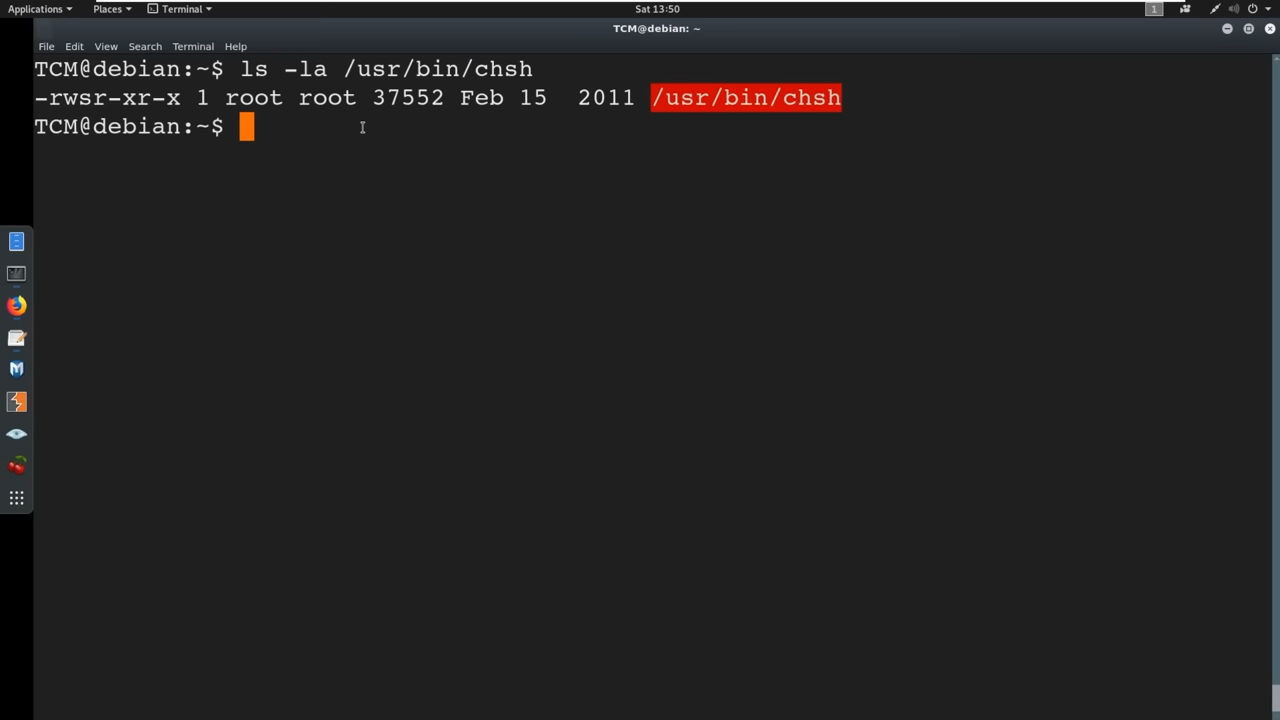 Applications Places Terminal Sat 13:50 1
TCM@debian: ~
File Edit View Search Terminal Help
TCM@debian:~$ ls -la /usr/bin/chsh
-rwsr-xr-x 1 root root 37552 Feb 15  2011 /usr/bin/chsh
TCM@debian:~$